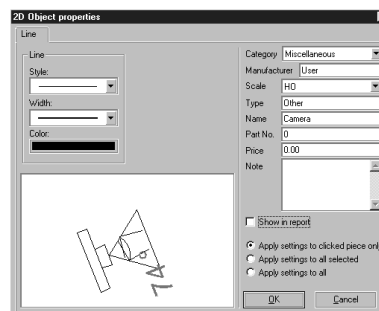 2D Object properties
Line
Line
Style:
Width:
Color:
Category Miscellaneous
Manufacturer User
Scale HO
Type Other
Name Camera
Part No. 0
Price 0.00
Note
Show in report
Apply settings to clicked piece only
Apply settings to all selected
Apply settings to all
OK Cancel